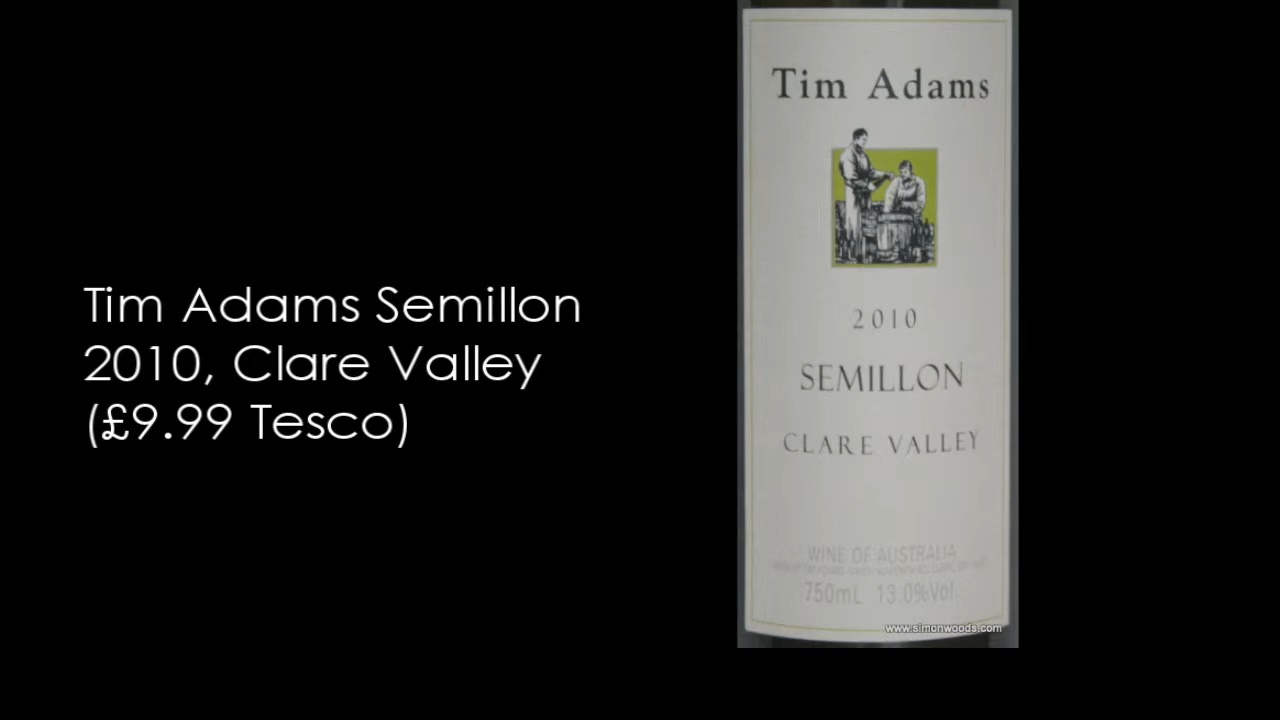 Tim Adams Semillon
2010, Clare Valley
(£9.99 Tesco)
Tim Adams
2010
SEMILLON
CLARE VALLEY
WINE OF AUSTRALIA
750mL 13.0%Vol.
www.simonwoods.com